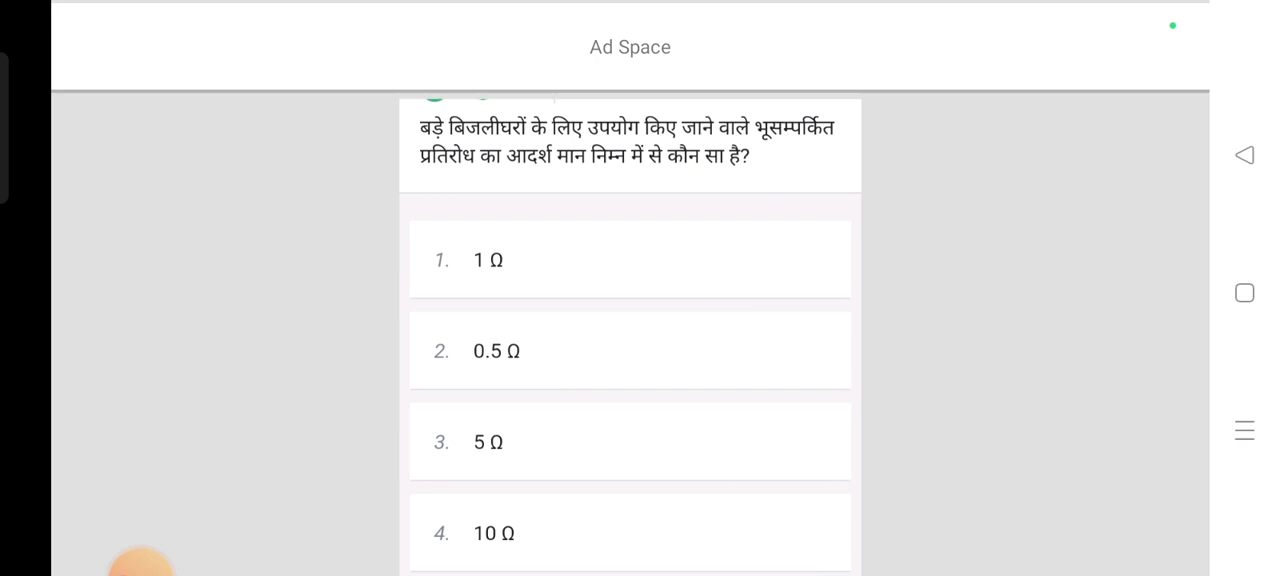 Ad Space
बड़े बिजलीघरों के लिए उपयोग किए जाने वाले भूसम्पर्कित
प्रतिरोध का आदर्श मान निम्न में से कौन सा है?
1. 1 Ω
2. 0.5 Ω
3. 5 Ω
4. 10 Ω